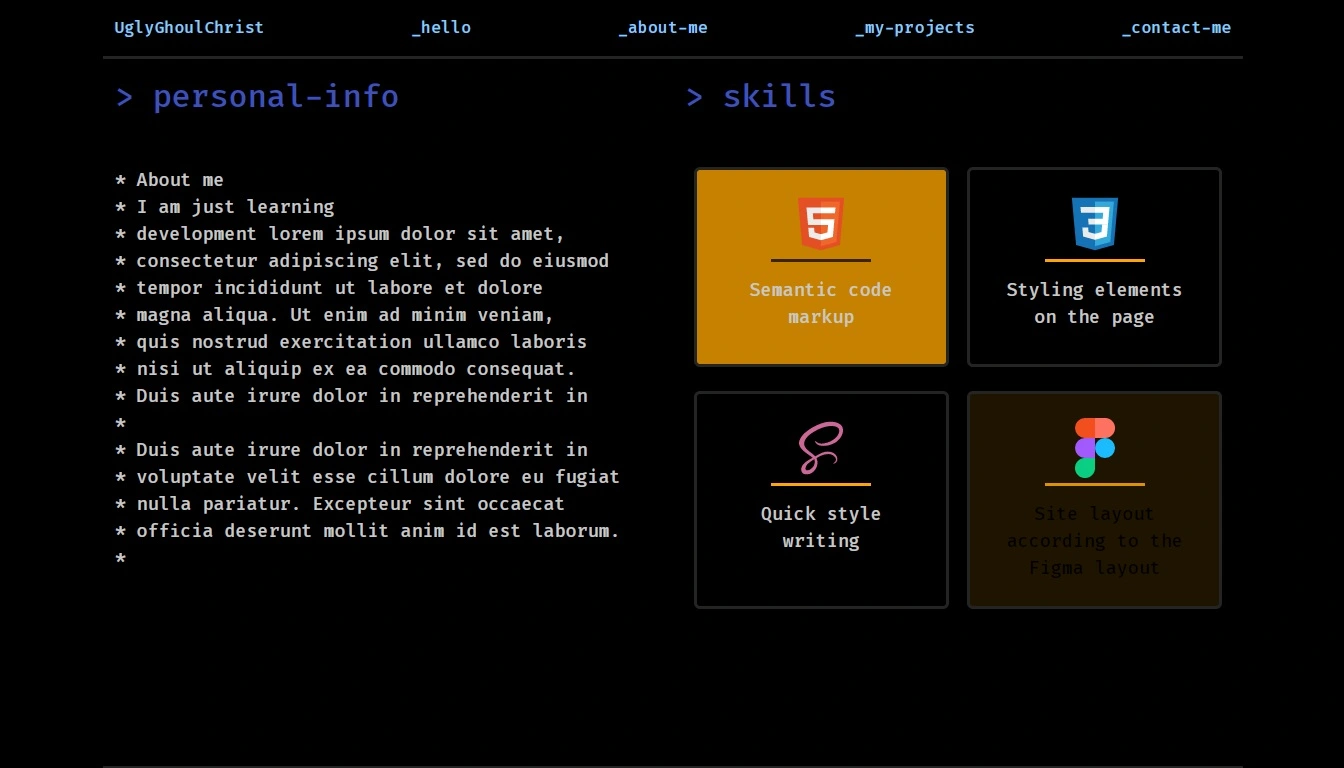 UglyGhoulChrist _hello _about-me _my-projects _contact-me
> personal-info
* About me
* I am just learning
* development lorem ipsum dolor sit amet,
* consectetur adipiscing elit, sed do eiusmod
* tempor incididunt ut labore et dolore
* magna aliqua. Ut enim ad minim veniam,
* quis nostrud exercitation ullamco laboris
* nisi ut aliquip ex ea commodo consequat.
* Duis aute irure dolor in reprehenderit in
*
* Duis aute irure dolor in reprehenderit in
* voluptate velit esse cillum dolore eu fugiat
* nulla pariatur. Excepteur sint occaecat
* officia deserunt mollit anim id est laborum.
*
> skills
Semantic code
markup
Styling elements
on the page
Quick style
writing
Site layout
according to the
Figma layout